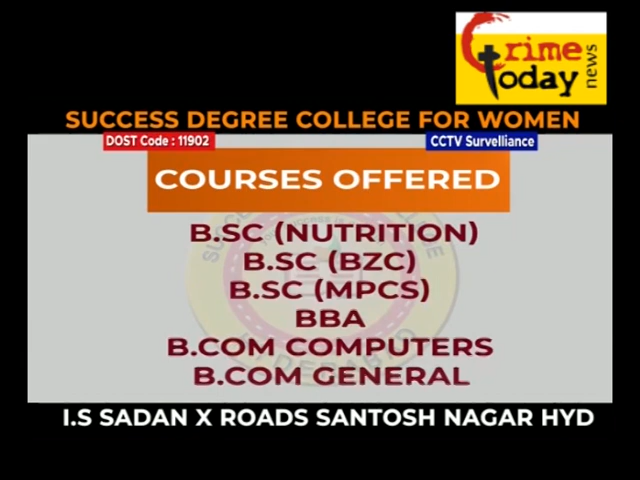 Crime
Today
news
SUCCESS DEGREE COLLEGE FOR WOMEN
DOST Code : 11902
CCTV Survelliance
COURSES OFFERED
B.SC (NUTRITION)
B.SC (BZC)
B.SC (MPCS)
BBA
B.COM COMPUTERS
B.COM GENERAL
I.S SADAN X ROADS SANTOSH NAGAR HYD